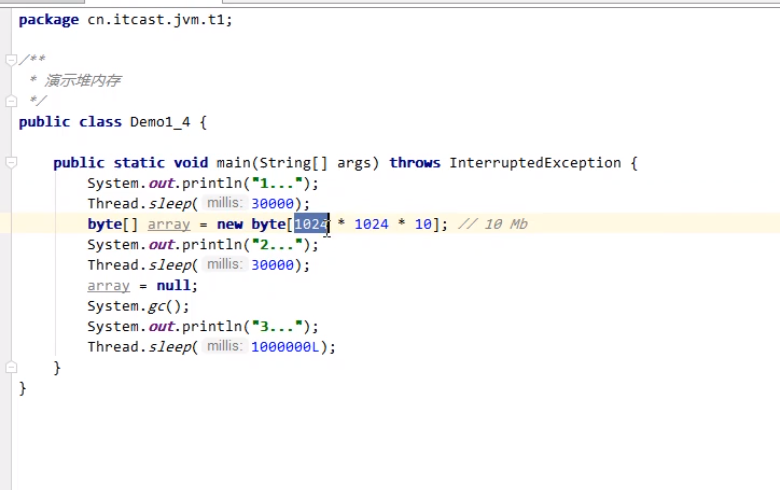 package cn.itcast.jvm.t1;
/**
 * 演示堆内存
 */
public class Demo1_4 {
public static void main(String[] args) throws InterruptedException {
System.out.println("1...");
Thread.sleep( millis: 30000);
byte[] array = new byte[1024 * 1024 * 10]; // 10 Mb
System.out.println("2...");
Thread.sleep( millis: 30000);
array = null;
System.gc();
System.out.println("3...");
Thread.sleep( millis: 1000000L);
}
}